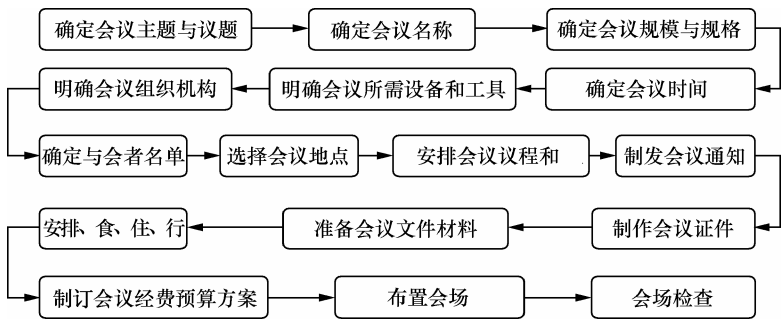 确定会议主题与议题 确定会议名称 确定会议规模与规格
明确会议组织机构 明确会议所需设备和工具 确定会议时间
确定与会者名单 选择会议地点 安排会议议程和 制发会议通知
安排、食、住、行 准备会议文件材料 制作会议证件
制订会议经费预算方案 布置会场 会场检查